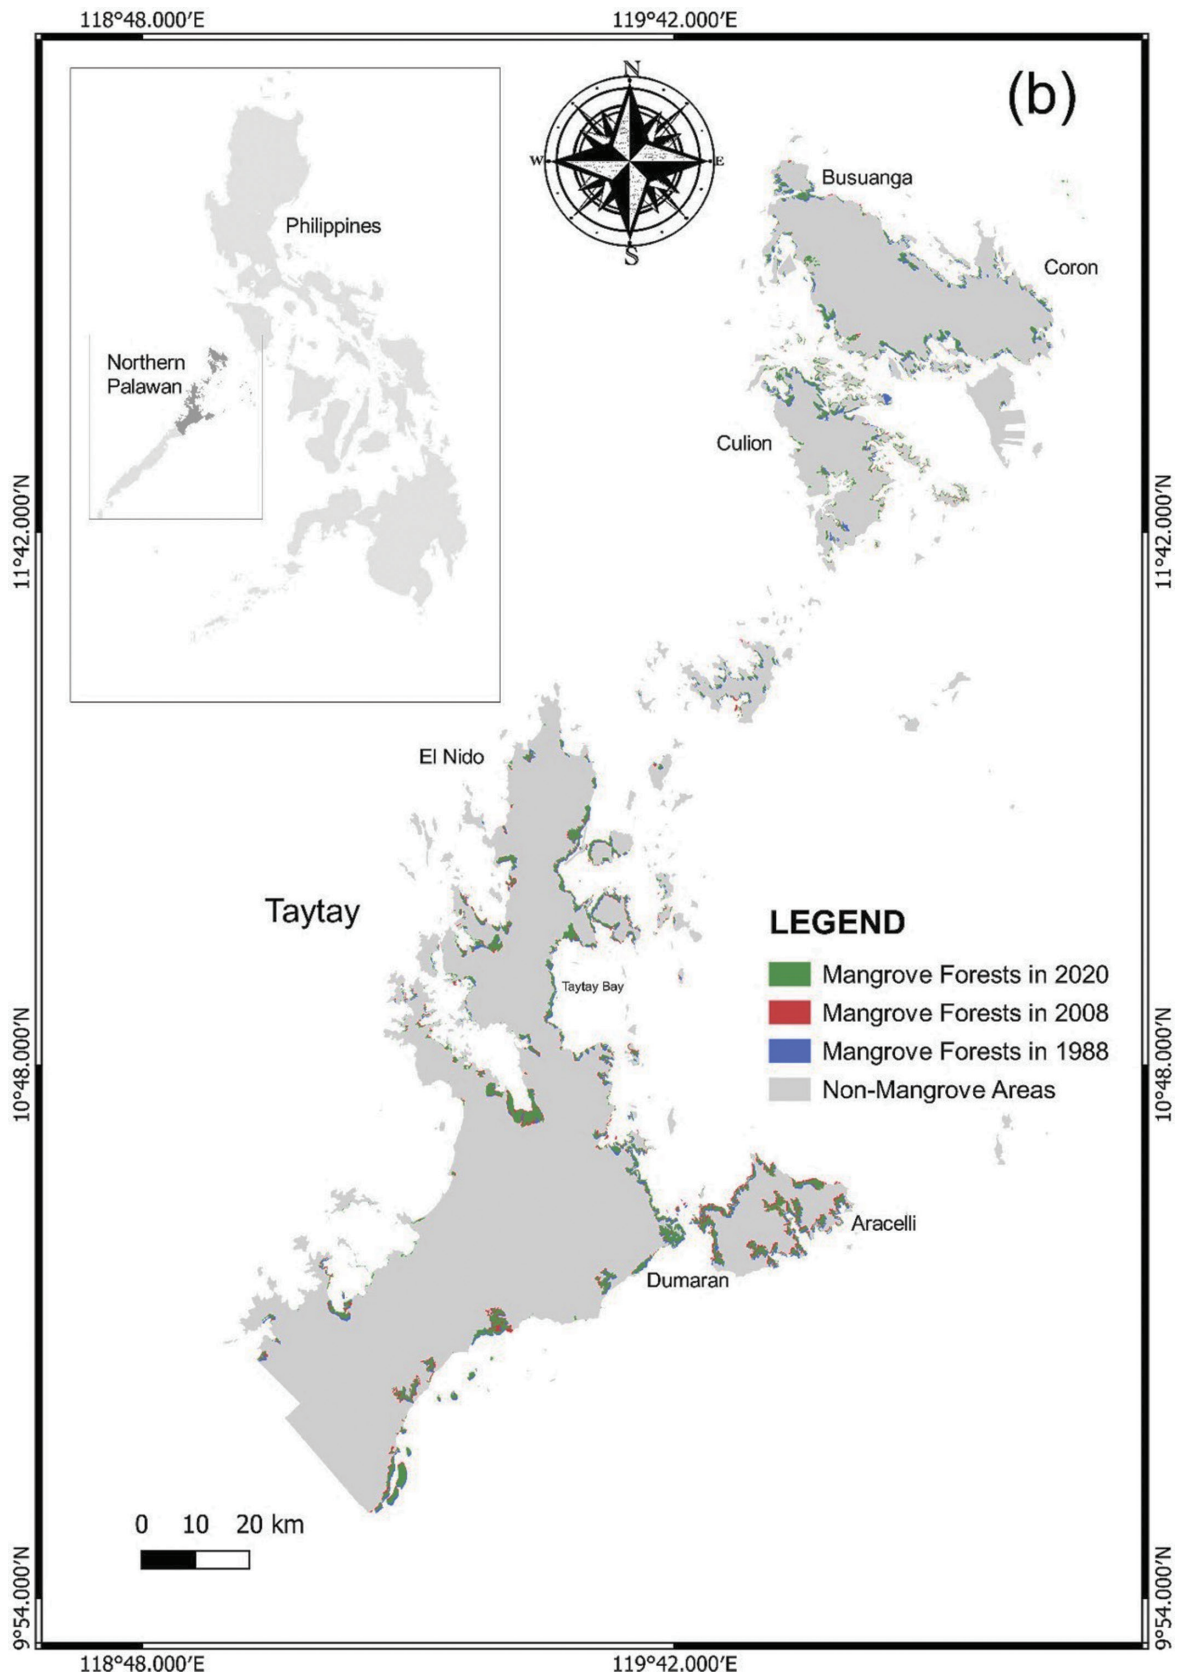 118°48.000′E
119°42.000′E
N
W
E
S
(b)
Philippines
Northern
Palawan
Busuanga
Coron
Culion
11°42.000′N
11°42.000′N
El Nido
Taytay
Taytay Bay
LEGEND
Mangrove Forests in 2020
Mangrove Forests in 2008
Mangrove Forests in 1988
Non-Mangrove Areas
10°48.000′N
10°48.000′N
Aracelli
Dumaran
0 10 20 km
9°54.000′N
9°54.000′N
118°48.000′E
119°42.000′E